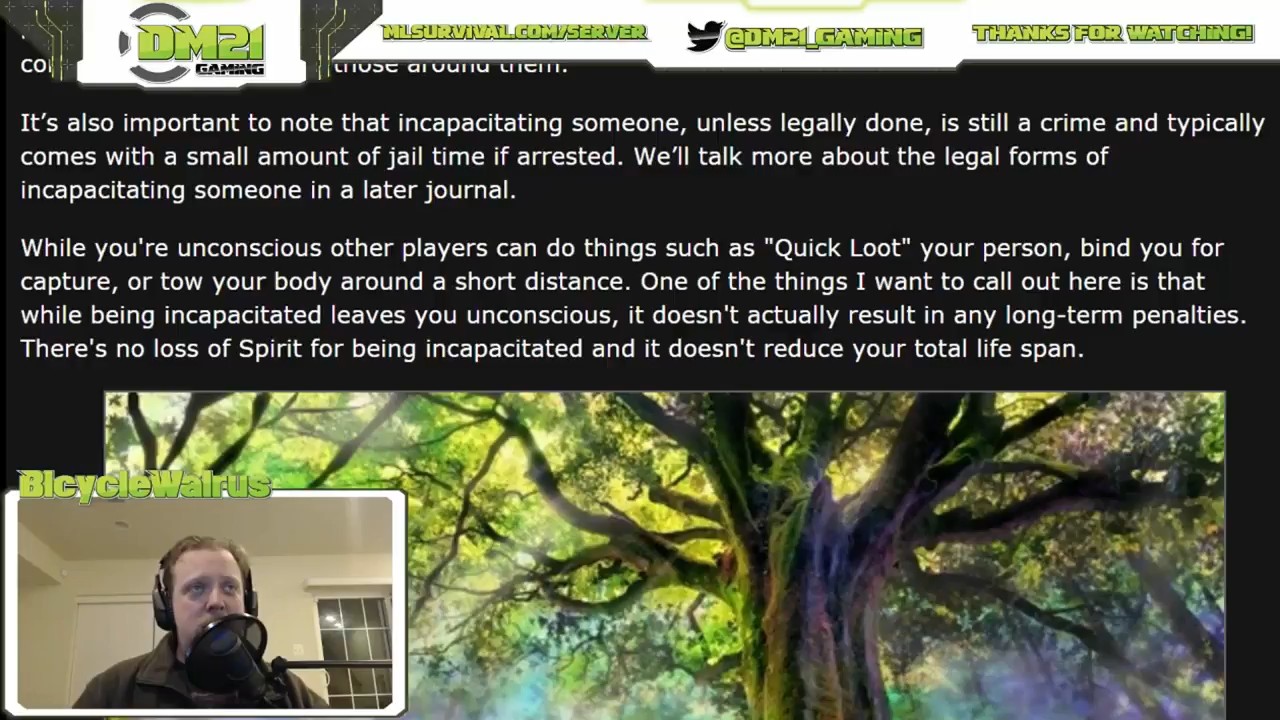 DM21
GAMING
MLSURVIVAL.COM/SERVER
@DM21_GAMING
THANKS FOR WATCHING!
co
those around them.
It’s also important to note that incapacitating someone, unless legally done, is still a crime and typically
comes with a small amount of jail time if arrested. We’ll talk more about the legal forms of
incapacitating someone in a later journal.
While you're unconscious other players can do things such as "Quick Loot" your person, bind you for
capture, or tow your body around a short distance. One of the things I want to call out here is that
while being incapacitated leaves you unconscious, it doesn't actually result in any long-term penalties.
There's no loss of Spirit for being incapacitated and it doesn't reduce your total life span.
BIcycleWalrus